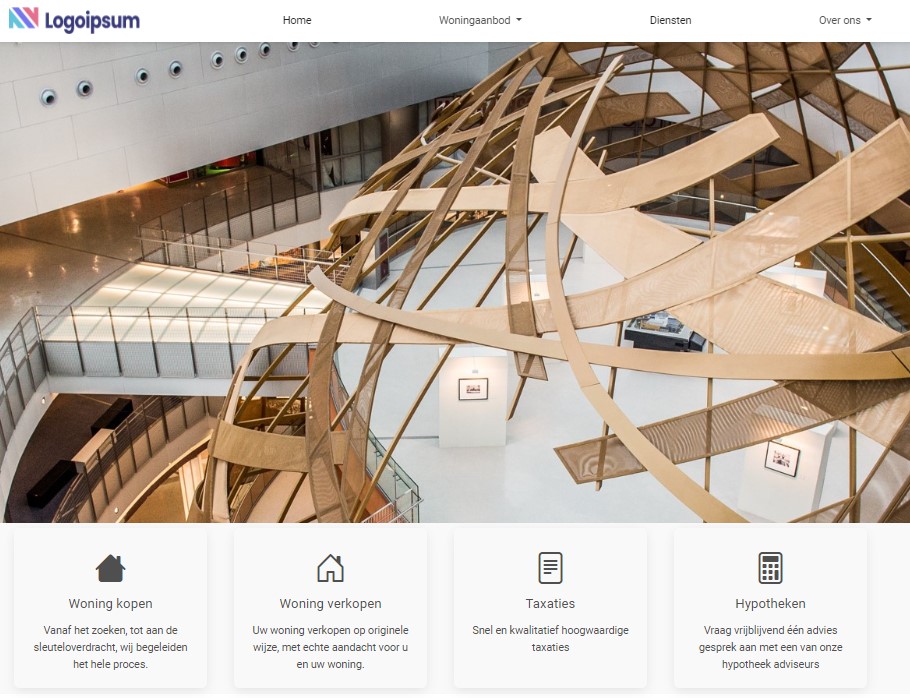 Logoipsum
Home
Woningaanbod
Diensten
Over ons
Woning kopen
Vanaf het zoeken, tot aan de
sleuteloverdracht, wij begeleiden
het hele proces.
Woning verkopen
Uw woning verkopen op originele
wijze, met echte aandacht voor u
en uw woning.
Taxaties
Snel en kwalitatief hoogwaardige
taxaties
Hypotheken
Vraag vrijblijvend één advies
gesprek aan met een van onze
hypotheek adviseurs